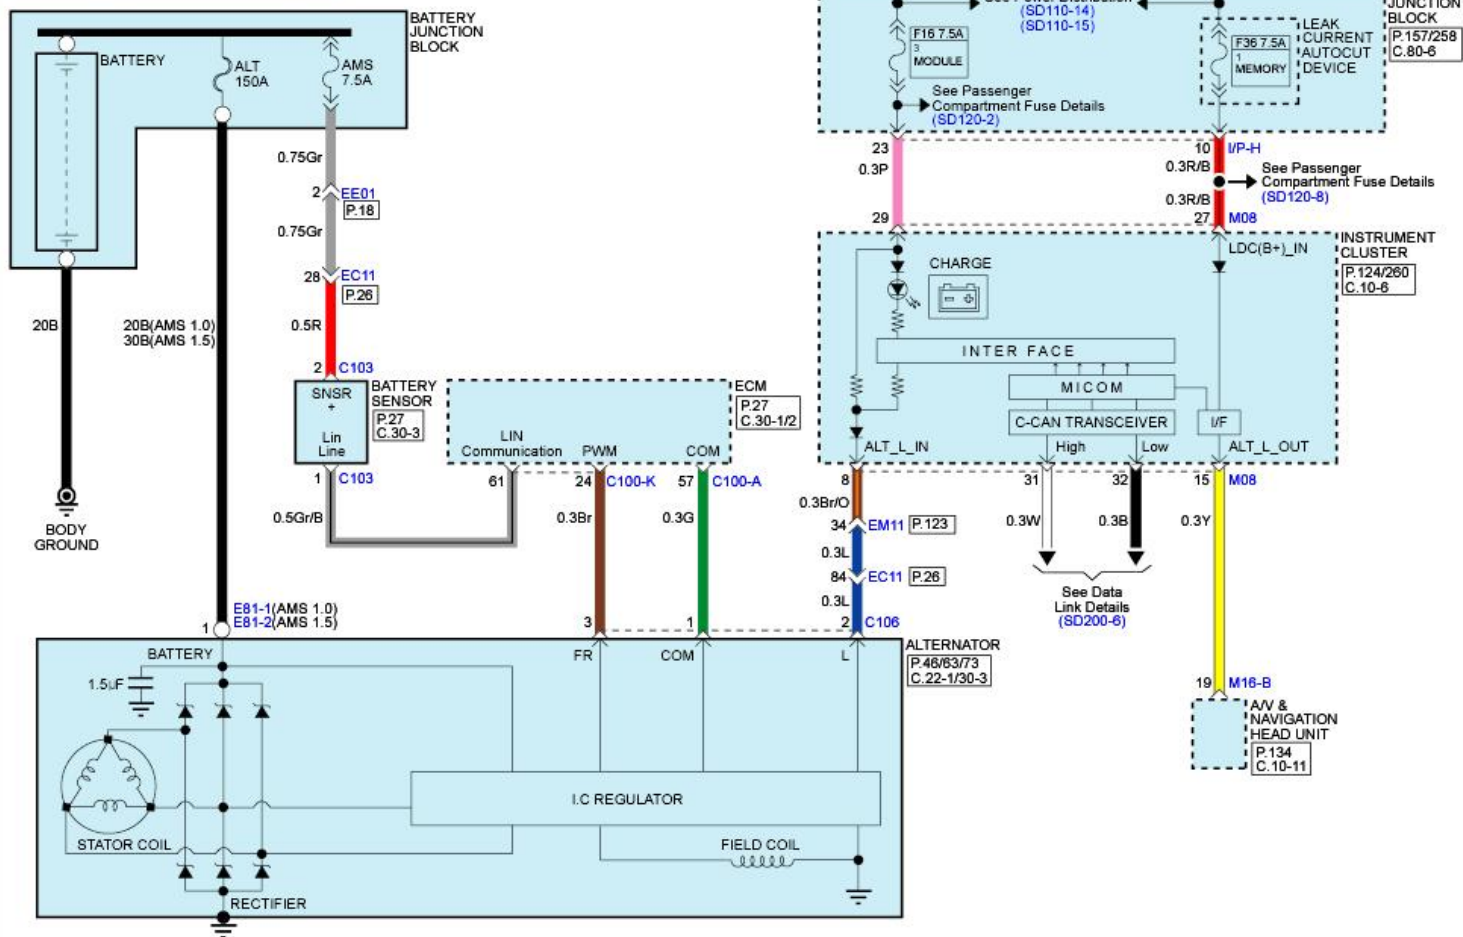 BATTERY
JUNCTION
BLOCK
BATTERY
ALT
150A
AMS
7.5A
0.75Gr
2
EE01
P.18
0.75Gr
28
EC11
P.26
0.5R
2
C103
20B
20B(AMS 1.0)
30B(AMS 1.5)
BODY
GROUND
SNSR
+
Lin
Line
BATTERY
SENSOR
P.27
C.30-3
1
C103
0.5Gr/B
LIN
Communication
PWM
COM
ECM
P.27
C.30-1/2
61
24
C100-K
57
C100-A
0.3Br
0.3G
3
1
(SD110-14)
(SD110-15)
F16 7.5A
3
MODULE
See Passenger
Compartment Fuse Details
(SD120-2)
F36 7.5A
1
MEMORY
LEAK
CURRENT
AUTOCUT
DEVICE
JUNCTION
BLOCK
P.157/258
C.80-6
23
0.3P
29
10
I/P-H
0.3R/B
See Passenger
Compartment Fuse Details
(SD120-8)
0.3R/B
27
M08
LDC(B+)_IN
INSTRUMENT
CLUSTER
P.124/260
C.10-6
CHARGE
INTER FACE
MICOM
C-CAN TRANSCEIVER
I/F
ALT_L_IN
High
Low
ALT_L_OUT
8
31
32
15
M08
0.3Br/O
34
EM11
P.123
0.3L
84
EC11
P.26
0.3L
2
C106
0.3W
0.3B
0.3Y
See Data
Link Details
(SD200-6)
19
M16-B
A/V &
NAVIGATION
HEAD UNIT
P.134
C.10-11
E81-1(AMS 1.0)
E81-2(AMS 1.5)
1
BATTERY
1.5uF
FR
COM
L
ALTERNATOR
P.46/63/73
C.22-1/30-3
I.C REGULATOR
STATOR COIL
FIELD COIL
RECTIFIER